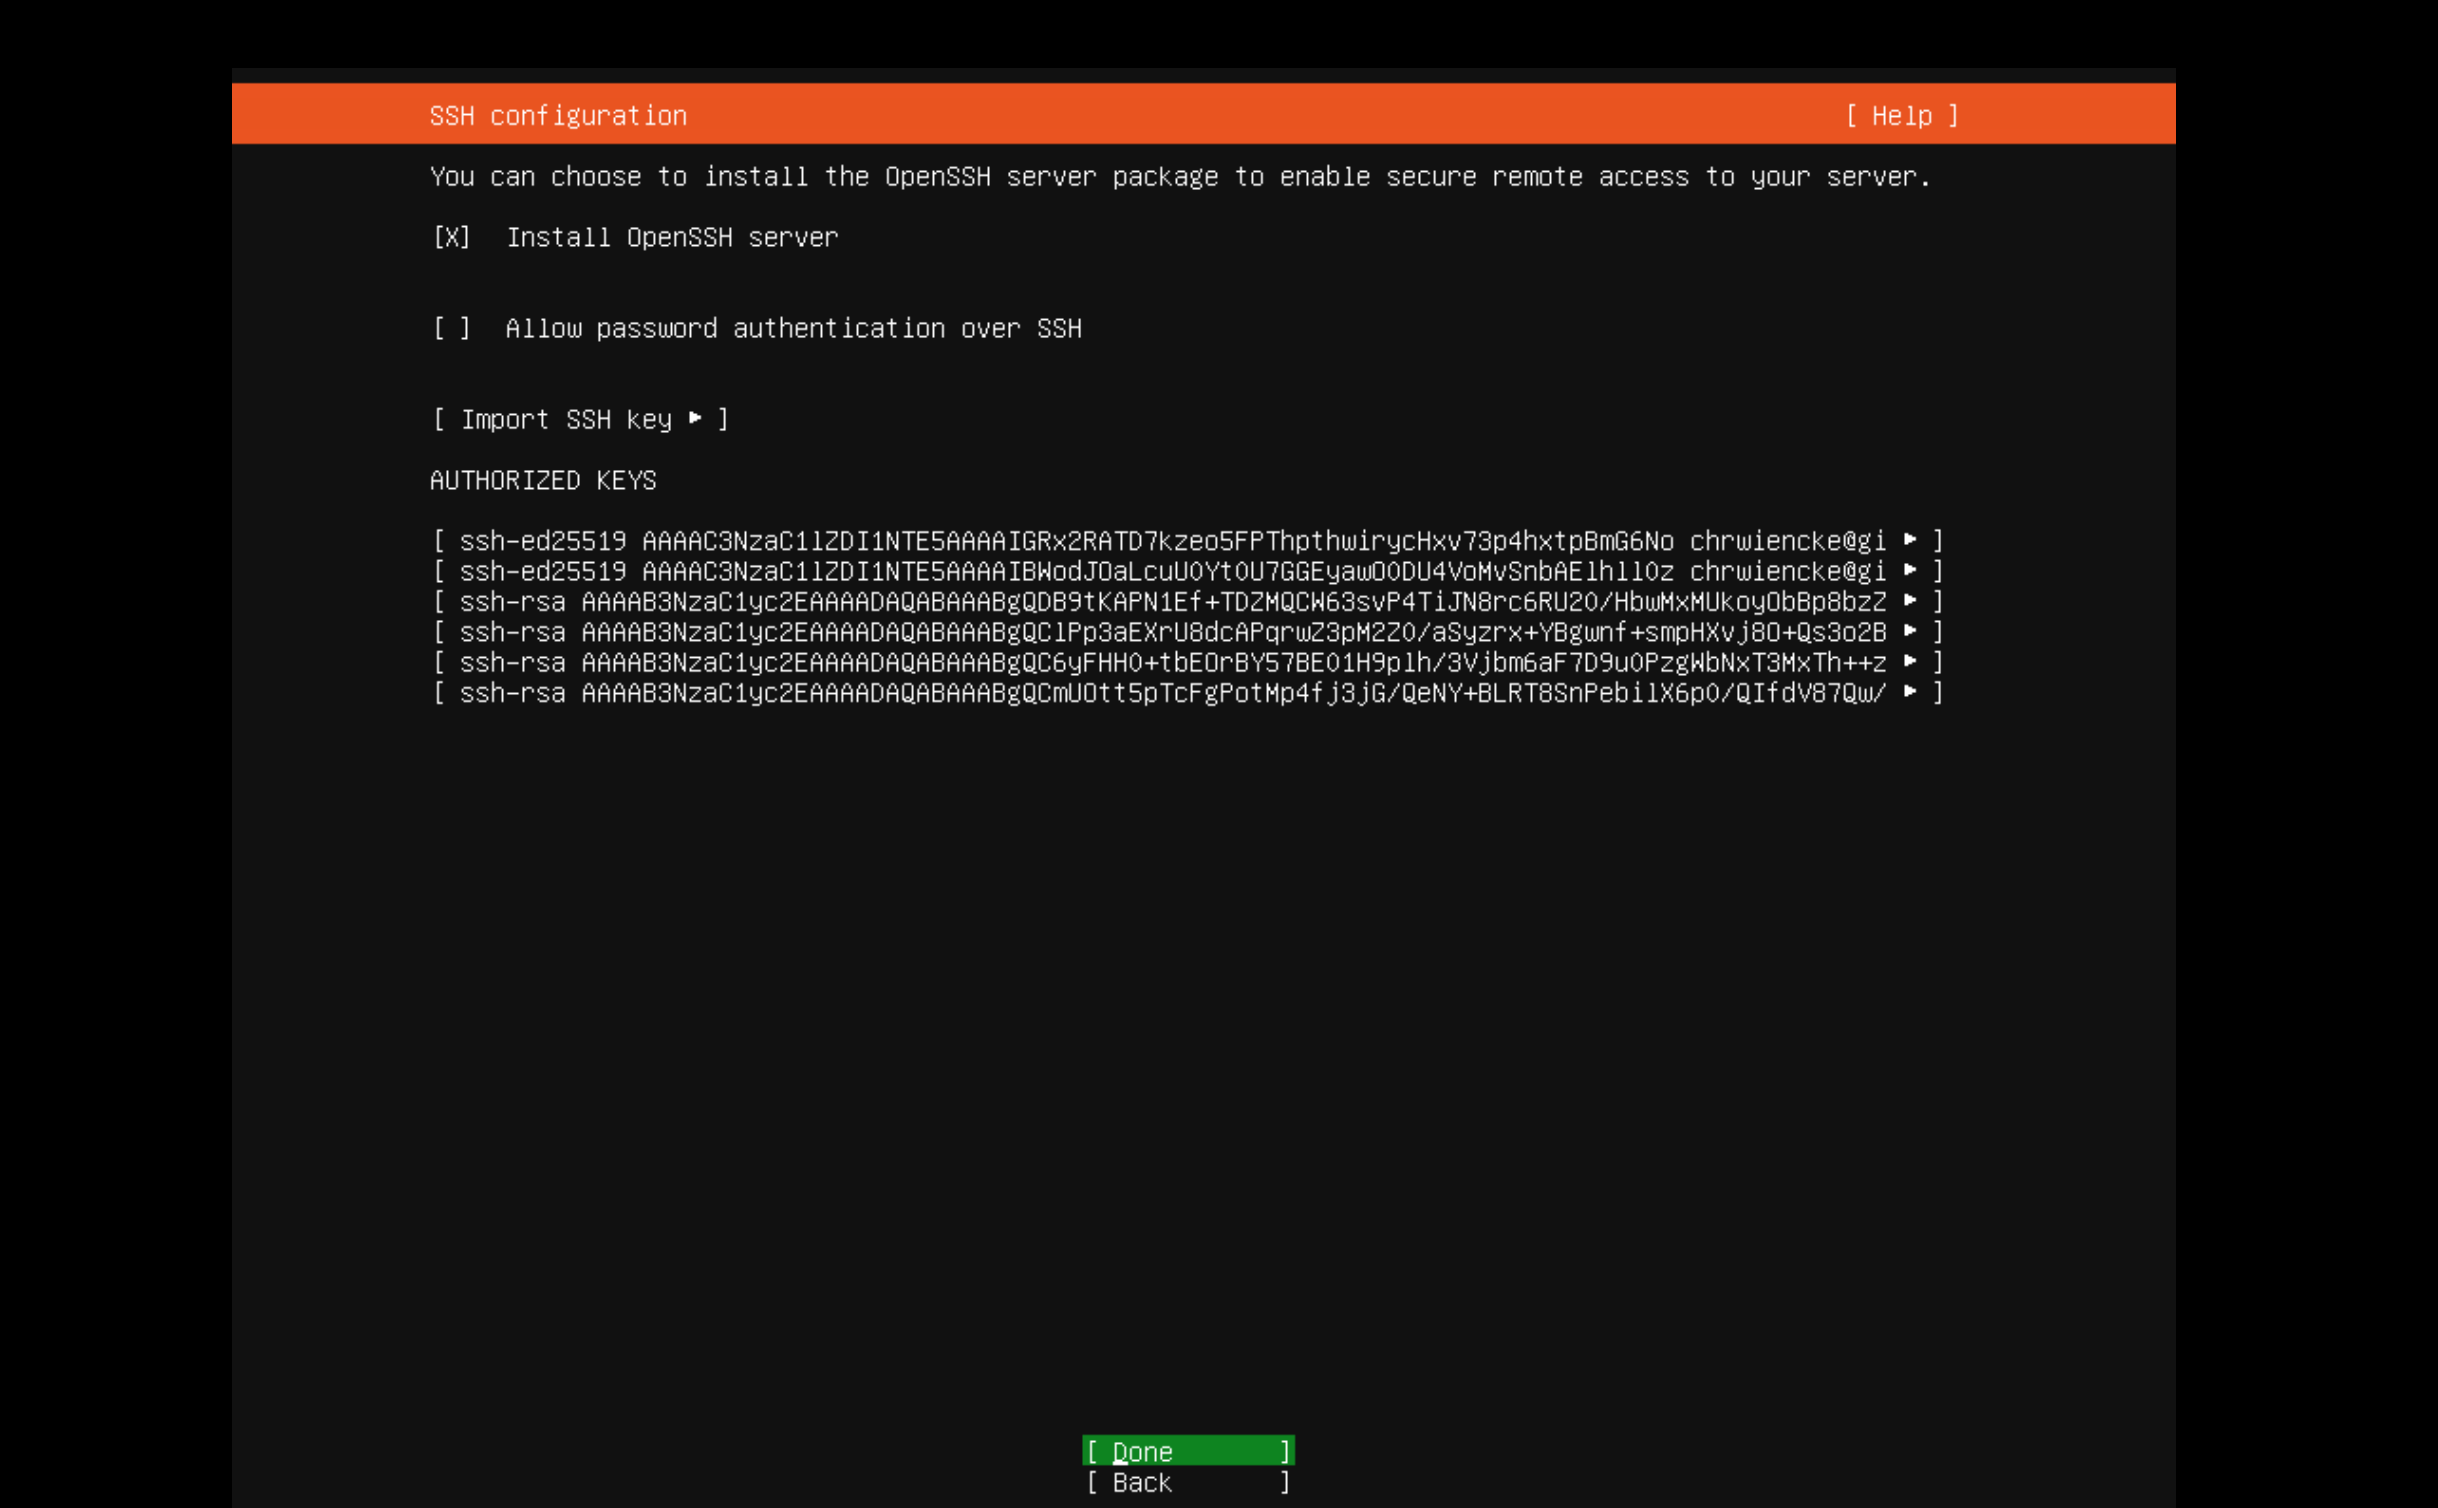 SSH configuration [ Help ]
You can choose to install the OpenSSH server package to enable secure remote access to your server.
[X] Install OpenSSH server
[ ] Allow password authentication over SSH
[ Import SSH key ▸ ]
AUTHORIZED KEYS
[ ssh-ed25519 AAAAC3NzaC1lZDI1NTE5AAAAIGRx2RATD7kzeo5FPThpthwirycHxv73p4hxtpBmG6No chrwiencke@gi ▸ ]
[ ssh-ed25519 AAAAC3NzaC1lZDI1NTE5AAAAIBWodJOaLcuU0Yt0U7GGEyawO0DU4VoMvSnbAElhll0z chrwiencke@gi ▸ ]
[ ssh-rsa AAAAB3NzaC1yc2EAAAADAQABAAABgQDB9tKAPN1Ef+TDZMQCW63svP4TiJN8rc6RU20/HbwMxMUkoyObBp8bzZ ▸ ]
[ ssh-rsa AAAAB3NzaC1yc2EAAAADAQABAAABgQClPp3aEXrU8dcAPqrwZ3pM2Z0/aSyzrx+YBgwnf+smpHXvj80+Qs3o2B ▸ ]
[ ssh-rsa AAAAB3NzaC1yc2EAAAADAQABAAABgQC6yFHH0+tbEOrBY57BE01H9plh/3Vjbm6aF7D9u0PzgWbNxT3MxTh++z ▸ ]
[ ssh-rsa AAAAB3NzaC1yc2EAAAADAQABAAABgQCmUOtt5pTcFgPotMp4fj3jG/QeNY+BLRT8SnPebilX6p0/QIfdV87Qw/ ▸ ]
[ Done ]
[ Back ]